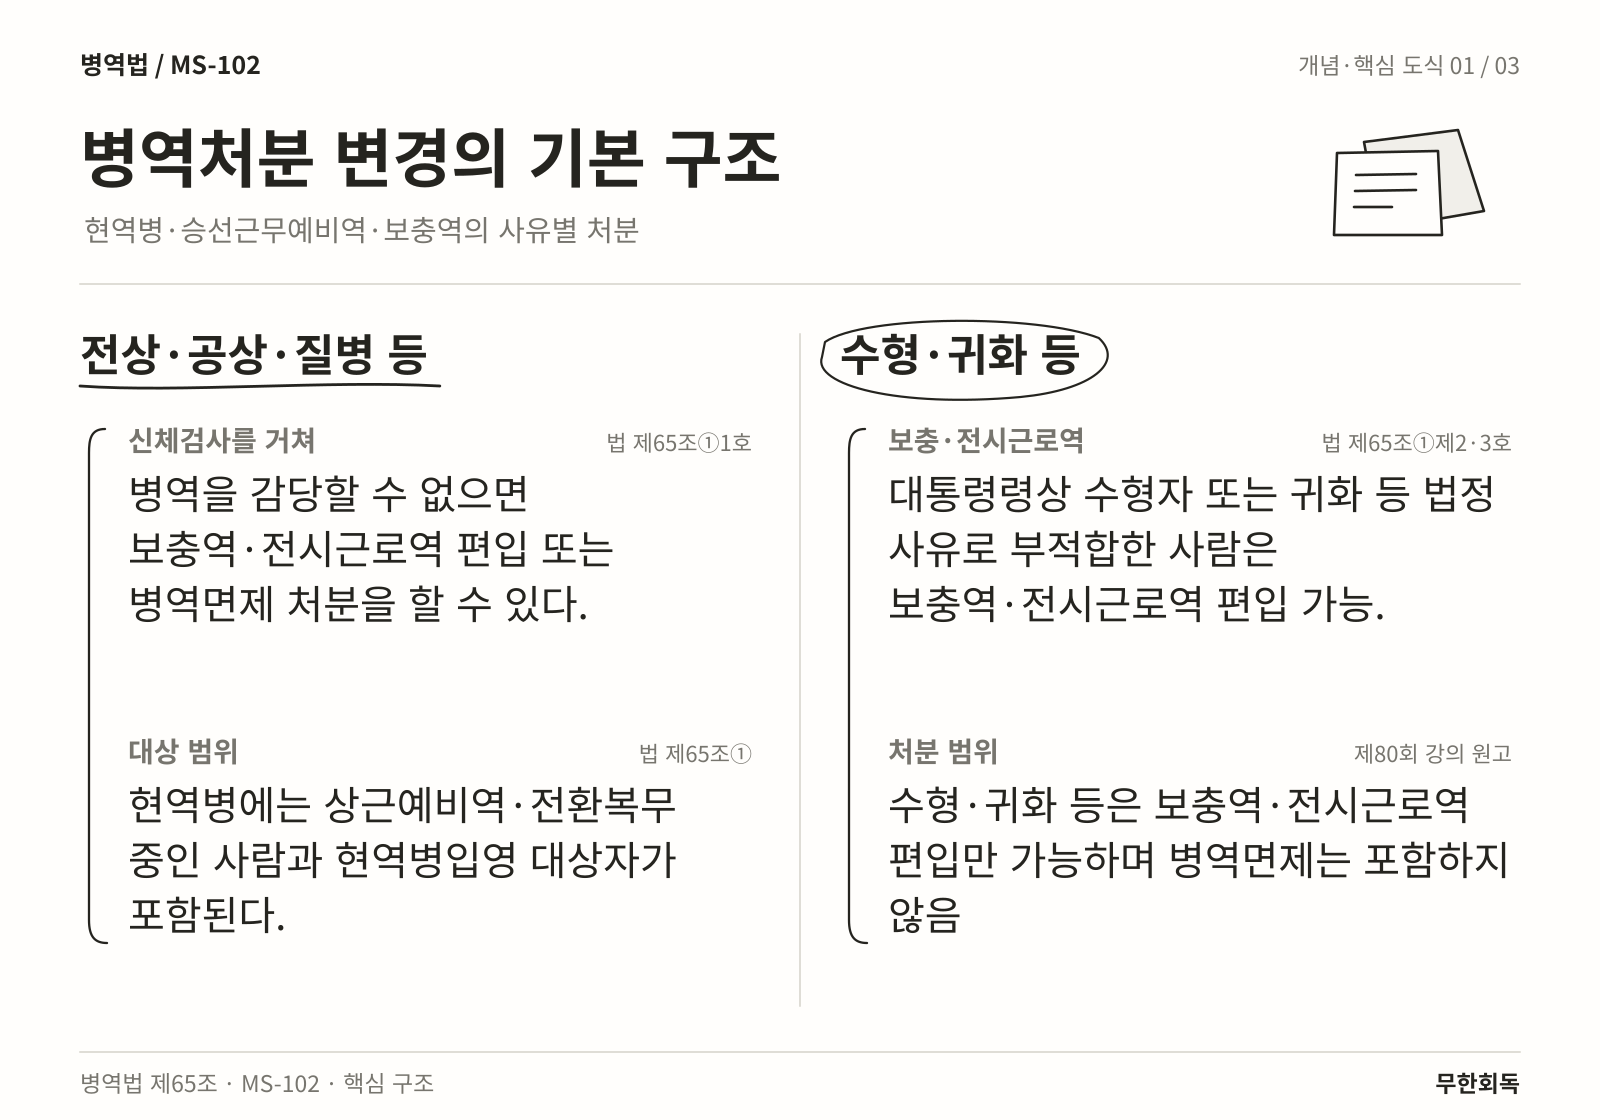 병역법 / MS-102
개념·핵심 도식 01 / 03
병역처분 변경의 기본 구조
현역병·승선근무예비역·보충역의 사유별 처분
전상·공상·질병 등
신체검사를 거쳐
법 제65조①1호
병역을 감당할 수 없으면
보충역·전시근로역 편입 또는
병역면제 처분을 할 수 있다.
대상 범위
법 제65조①
현역병에는 상근예비역·전환복무
중인 사람과 현역병입영 대상자가
포함된다.
수형·귀화 등
보충·전시근로역
법 제65조①제2·3호
대통령령상 수형자 또는 귀화 등 법정
사유로 부적합한 사람은
보충역·전시근로역 편입 가능.
처분 범위
제80회 강의 원고
수형·귀화 등은 보충역·전시근로역
편입만 가능하며 병역면제는 포함하지
않음
병역법 제65조 · MS-102 · 핵심 구조
무한회독